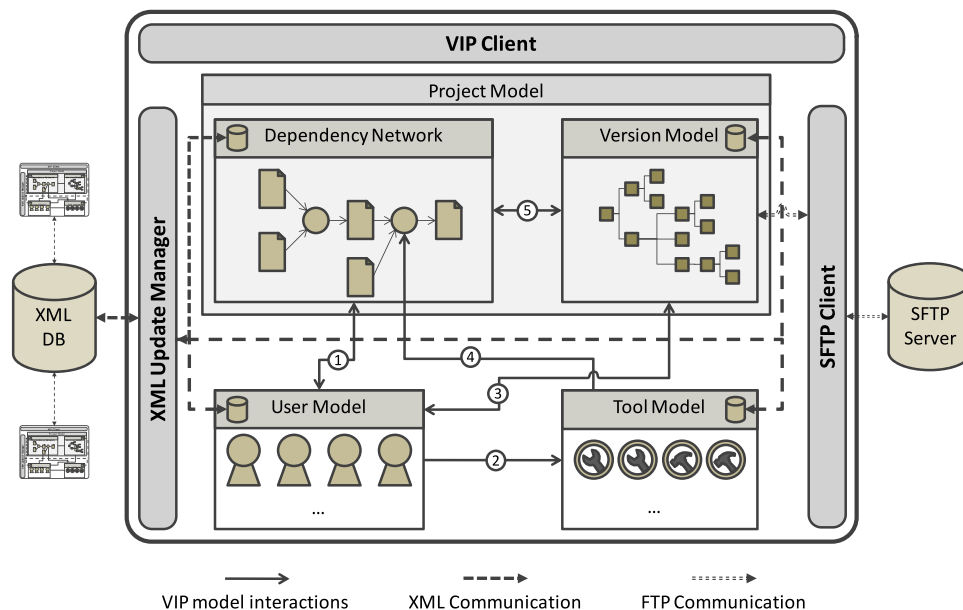 VIP Client
Project Model
Dependency Network
Version Model
XML Update Manager
SFTP Client
XML
DB
SFTP
Server
5
1
4
3
User Model
Tool Model
2
...
...
VIP model interactions
XML Communication
FTP Communication